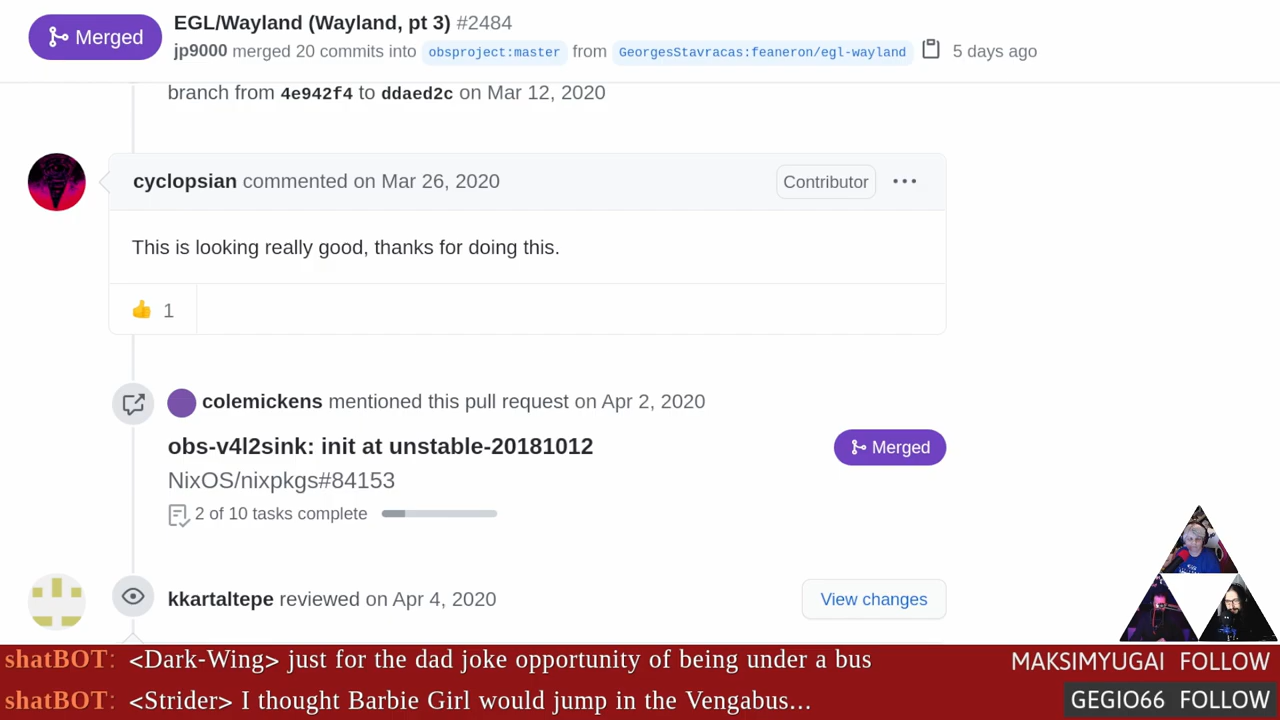 Merged
EGL/Wayland (Wayland, pt 3) #2484
jp9000 merged 20 commits into obsproject:master from GeorgesStavracas:feaneron/egl-wayland 5 days ago
branch from 4e942f4 to ddaed2c on Mar 12, 2020
cyclopsian commented on Mar 26, 2020
Contributor
This is looking really good, thanks for doing this.
👍 1
colemickens mentioned this pull request on Apr 2, 2020
obs-v4l2sink: init at unstable-20181012
Merged
NixOS/nixpkgs#84153
2 of 10 tasks complete
kkartaltepe reviewed on Apr 4, 2020
View changes
shatBOT: <Dark-Wing> just for the dad joke opportunity of being under a bus
MAKSIMYUGAI FOLLOW
shatBOT: <Strider> I thought Barbie Girl would jump in the Vengabus...
GEGIO66 FOLLOW